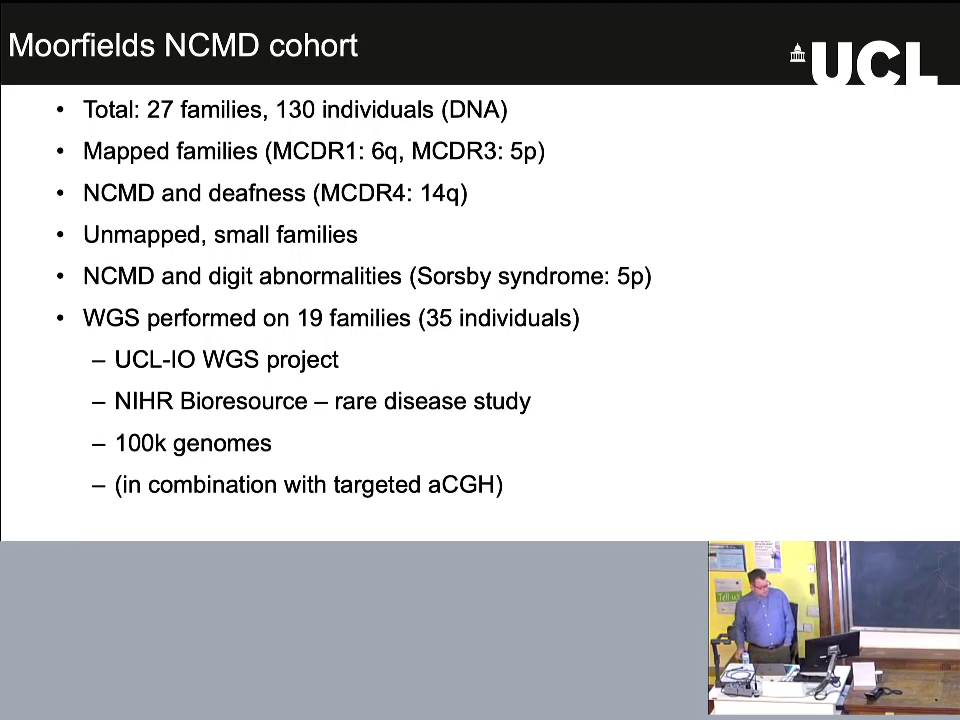 Moorfields NCMD cohort
UCL
• Total: 27 families, 130 individuals (DNA)
• Mapped families (MCDR1: 6q, MCDR3: 5p)
• NCMD and deafness (MCDR4: 14q)
• Unmapped, small families
• NCMD and digit abnormalities (Sorsby syndrome: 5p)
• WGS performed on 19 families (35 individuals)
– UCL-IO WGS project
– NIHR Bioresource – rare disease study
– 100k genomes
– (in combination with targeted aCGH)
Tell us